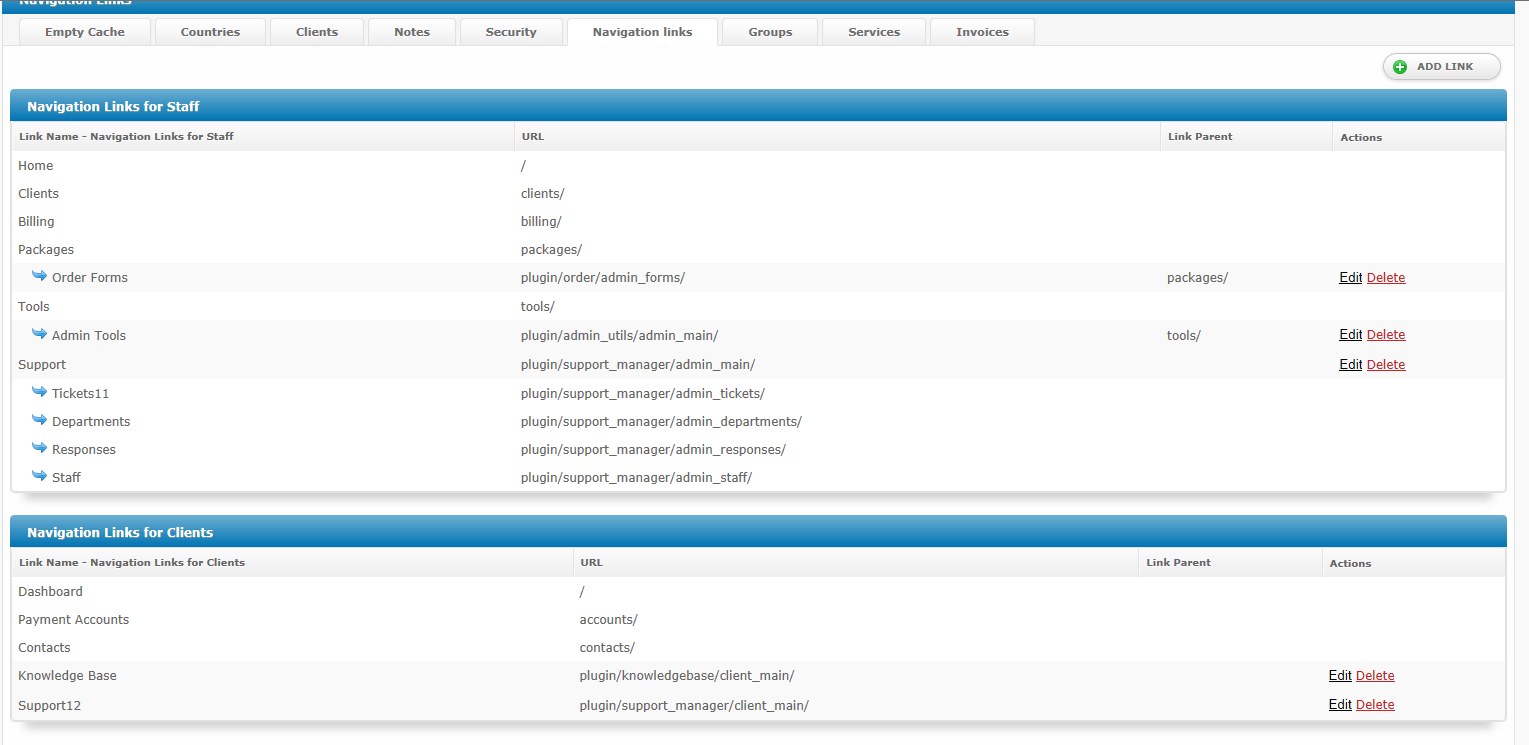 Navigation Links
Empty Cache Countries Clients Notes Security Navigation links Groups Services Invoices
ADD LINK
Navigation Links for Staff
Link Name - Navigation Links for Staff URL Link Parent Actions
Home /
Clients clients/
Billing billing/
Packages packages/
Order Forms plugin/order/admin_forms/ packages/ Edit Delete
Tools tools/
Admin Tools plugin/admin_utils/admin_main/ tools/ Edit Delete
Support plugin/support_manager/admin_main/ Edit Delete
Tickets11 plugin/support_manager/admin_tickets/
Departments plugin/support_manager/admin_departments/
Responses plugin/support_manager/admin_responses/
Staff plugin/support_manager/admin_staff/
Navigation Links for Clients
Link Name - Navigation Links for Clients URL Link Parent Actions
Dashboard /
Payment Accounts accounts/
Contacts contacts/
Knowledge Base plugin/knowledgebase/client_main/ Edit Delete
Support12 plugin/support_manager/client_main/ Edit Delete